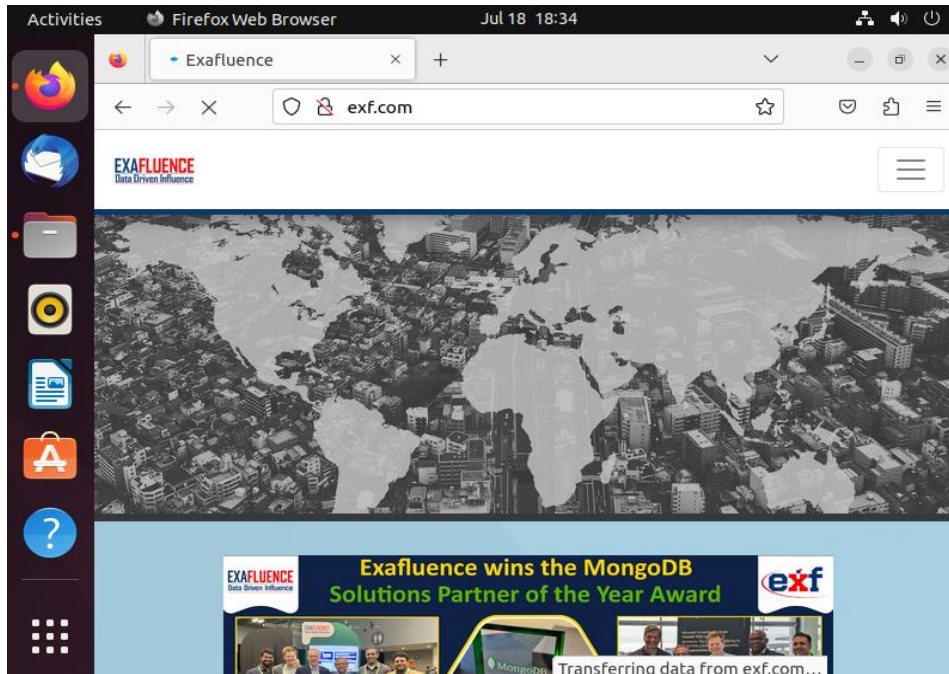 Activities
Firefox Web Browser
Jul 18 18:34
Exafluence
exf.com
EXAFLUENCE
Data Driven Influence
EXAFLUENCE
Data Driven Influence
Exafluence wins the MongoDB
Solutions Partner of the Year Award
exf
MongoDB
Transferring data from exf.com...